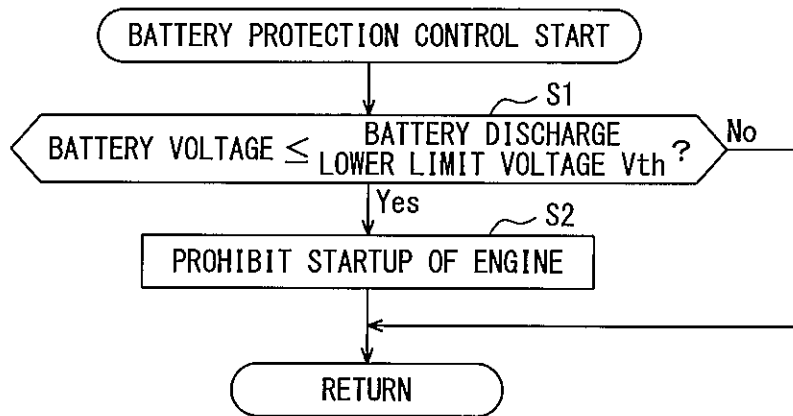 BATTERY PROTECTION CONTROL START
S1
BATTERY VOLTAGE ≤ BATTERY DISCHARGE LOWER LIMIT VOLTAGE Vth ?
No
Yes
S2
PROHIBIT STARTUP OF ENGINE
RETURN